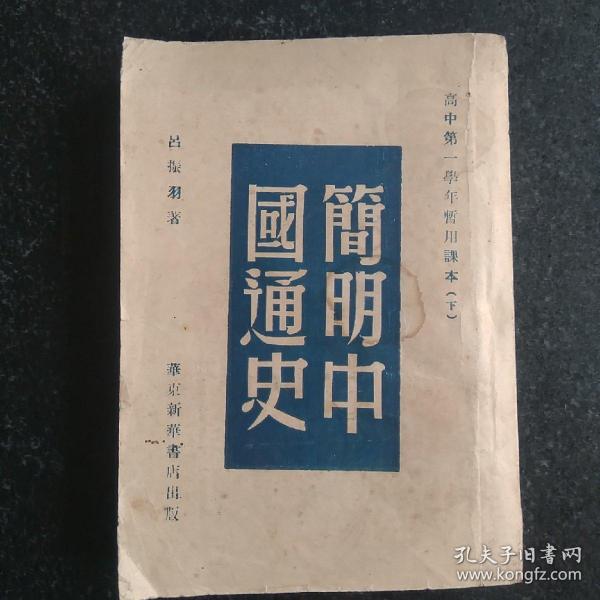 高中第一學年暫用課本(下)
簡明中
國通史
呂振羽著
華東新華書店出版
孔夫子旧書网
www.kongfz.com